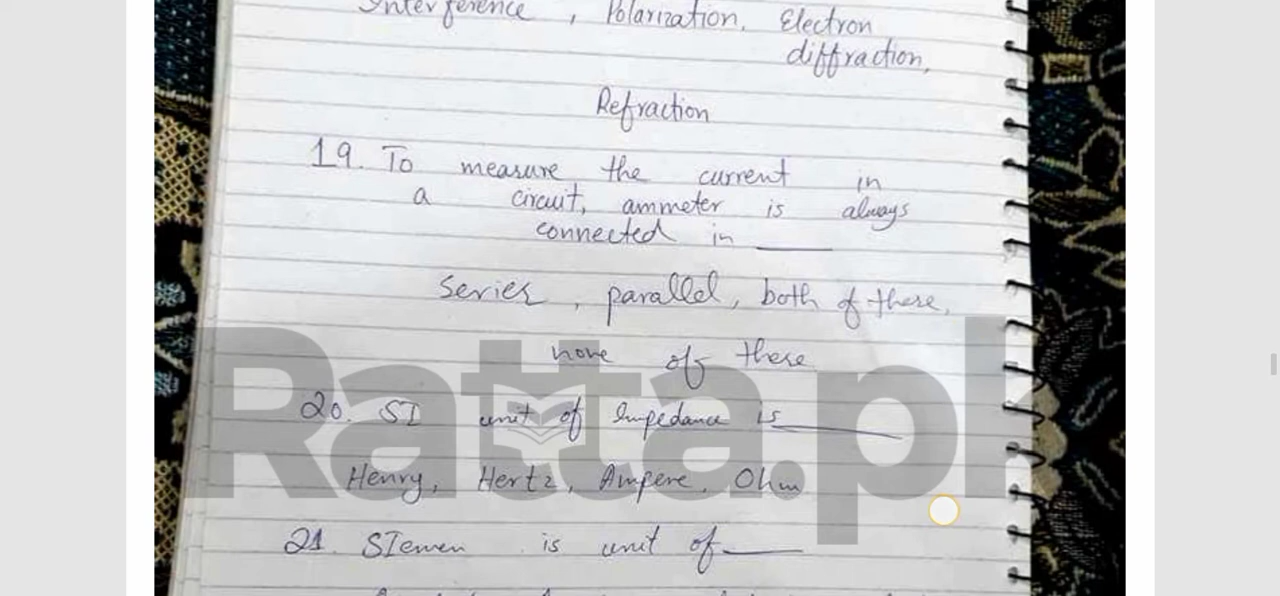 Interference , Polarization, Electron
diffraction,
Refraction
19. To measure the current in
a circuit, ammeter is always
connected in ____
series , parallel, both of these,
none of these
20. SI unit of Impedance is ____
Henry, Hertz, Ampere, Ohm
21. SIemen is unit of ____
Ratta.pk